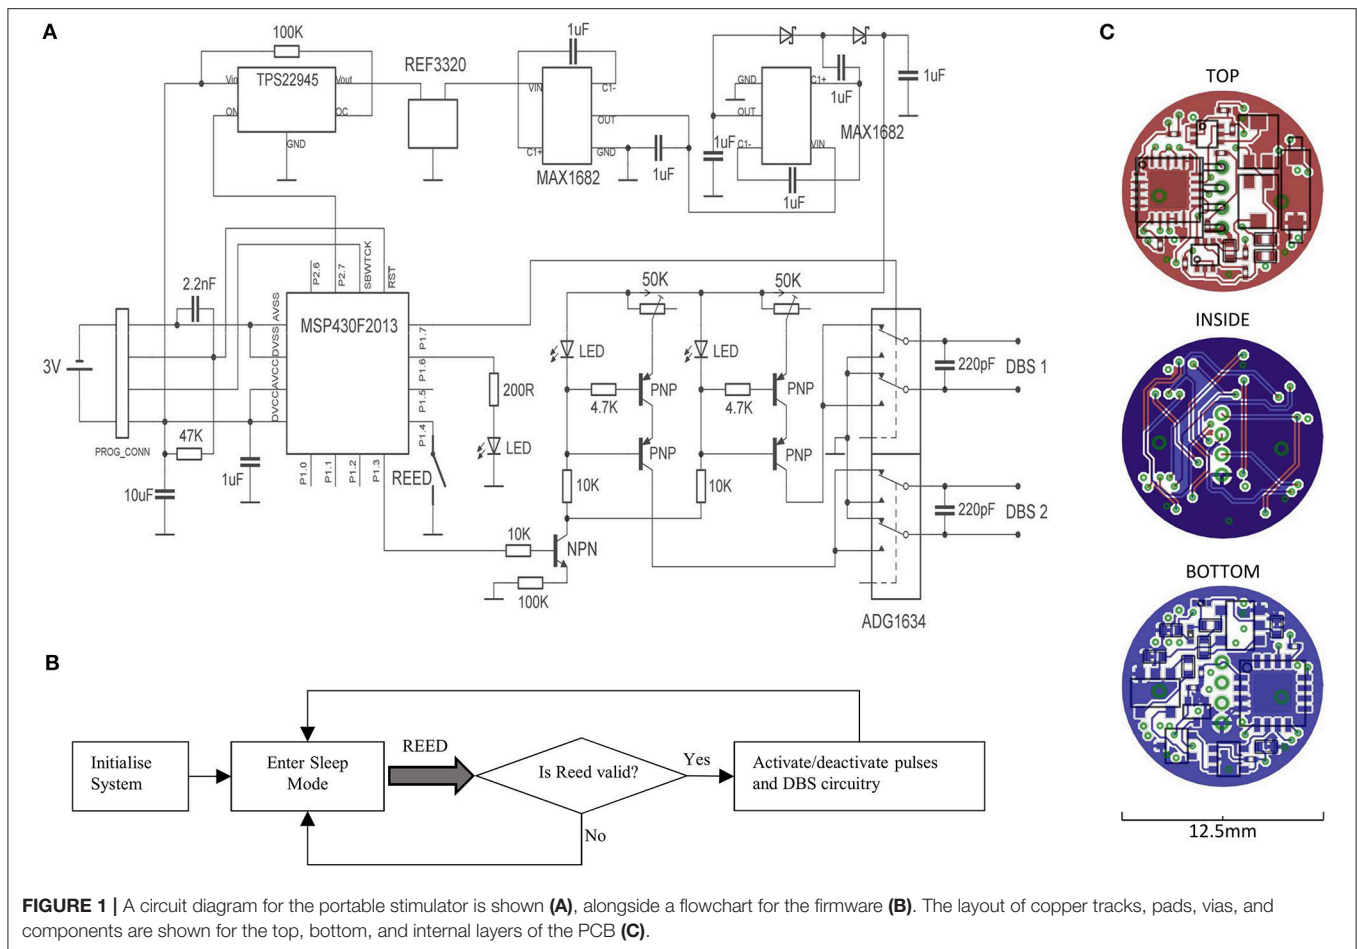 A
100K
TPS22945
Vin
Vout
ON
OC
GND
REF3320
1uF
VIN
C1-
OUT
C1+
GND
MAX1682
1uF
GND
C1+
OUT
C1-
VIN
1uF
1uF
1uF
1uF
MAX1682
3V
PROG_CONN
2.2nF
47K
10uF
1uF
P2.6
P2.7
SBWTCK
RST
AVSS
DVSS
AVCC
DVCC
MSP430F2013
P1.7
P1.6
P1.5
P1.4
P1.0
P1.1
P1.2
P1.3
REED
200R
LED
50K
50K
LED
LED
4.7K
4.7K
PNP
PNP
PNP
PNP
10K
10K
10K
NPN
100K
220pF
DBS 1
220pF
DBS 2
ADG1634
B
Initialise
System
Enter Sleep
Mode
REED
Is Reed valid?
Yes
No
Activate/deactivate pulses
and DBS circuitry
C
TOP
INSIDE
BOTTOM
12.5mm
FIGURE 1 | A circuit diagram for the portable stimulator is shown (A), alongside a flowchart for the firmware (B). The layout of copper tracks, pads, vias, and
components are shown for the top, bottom, and internal layers of the PCB (C).